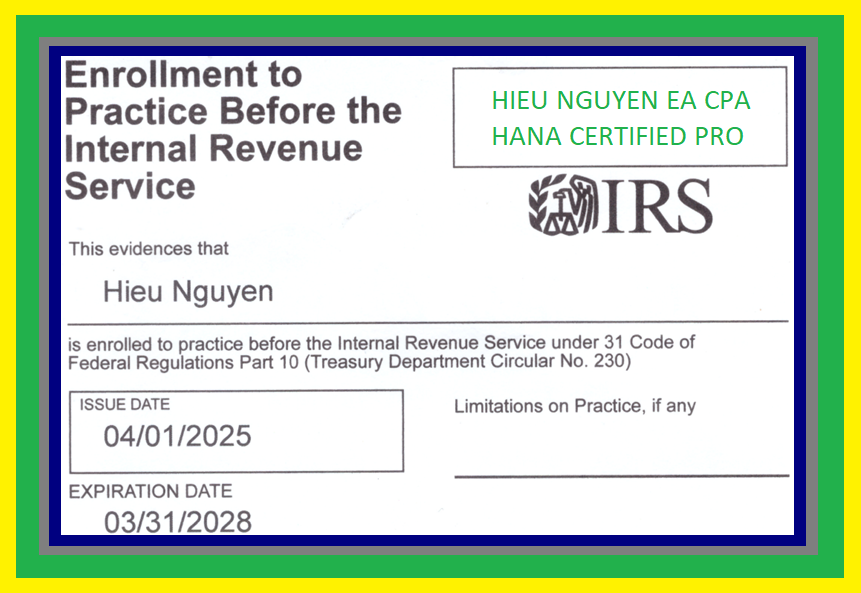 Enrollment to
Practice Before the
Internal Revenue
Service
HIEU NGUYEN EA CPA
HANA CERTIFIED PRO
IRS
This evidences that
Hieu Nguyen
is enrolled to practice before the Internal Revenue Service under 31 Code of
Federal Regulations Part 10 (Treasury Department Circular No. 230)
ISSUE DATE
04/01/2025
Limitations on Practice, if any
EXPIRATION DATE
03/31/2028